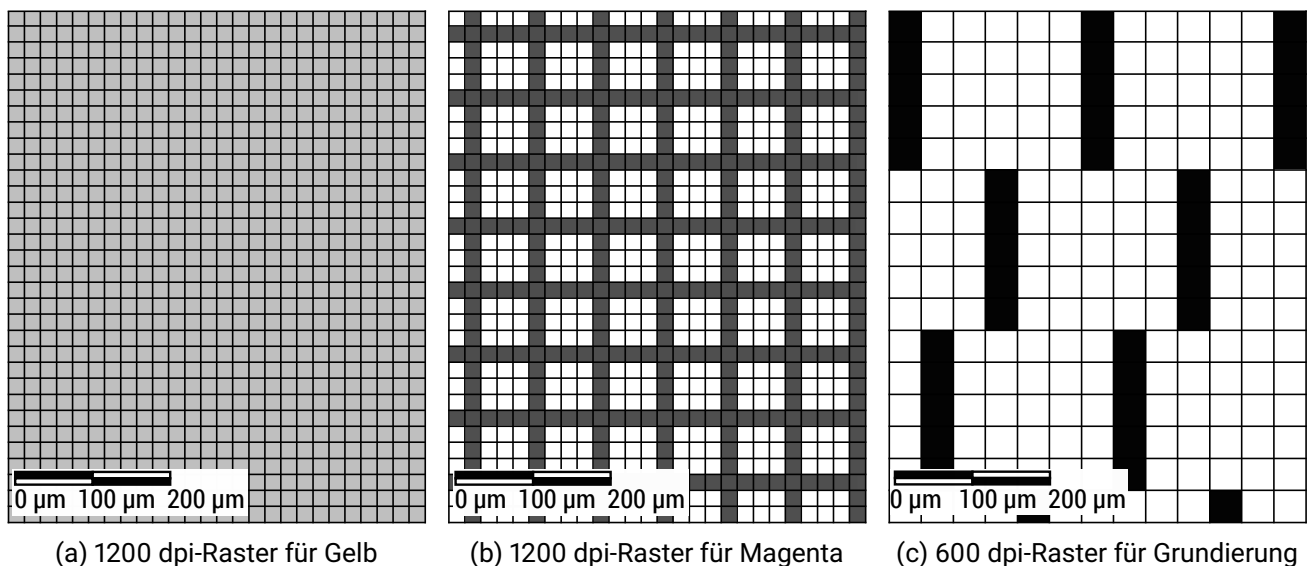 0 µm 100 µm 200 µm
0 µm 100 µm 200 µm
0 µm 100 µm 200 µm
(a) 1200 dpi-Raster für Gelb
(b) 1200 dpi-Raster für Magenta
(c) 600 dpi-Raster für Grundierung